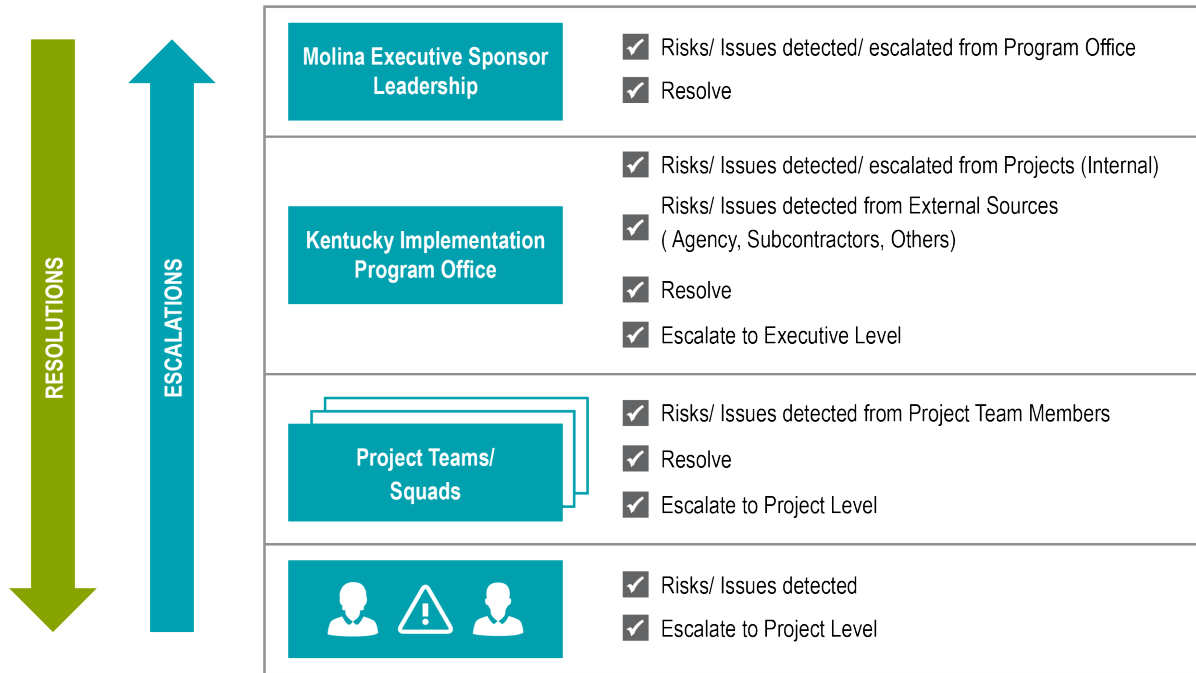 RESOLUTIONS
ESCALATIONS
Molina Executive Sponsor
Leadership
Risks/ Issues detected/ escalated from Program Office
Resolve
Kentucky Implementation
Program Office
Risks/ Issues detected/ escalated from Projects (Internal)
Risks/ Issues detected from External Sources
( Agency, Subcontractors, Others)
Resolve
Escalate to Executive Level
Project Teams/
Squads
Risks/ Issues detected from Project Team Members
Resolve
Escalate to Project Level
Risks/ Issues detected
Escalate to Project Level